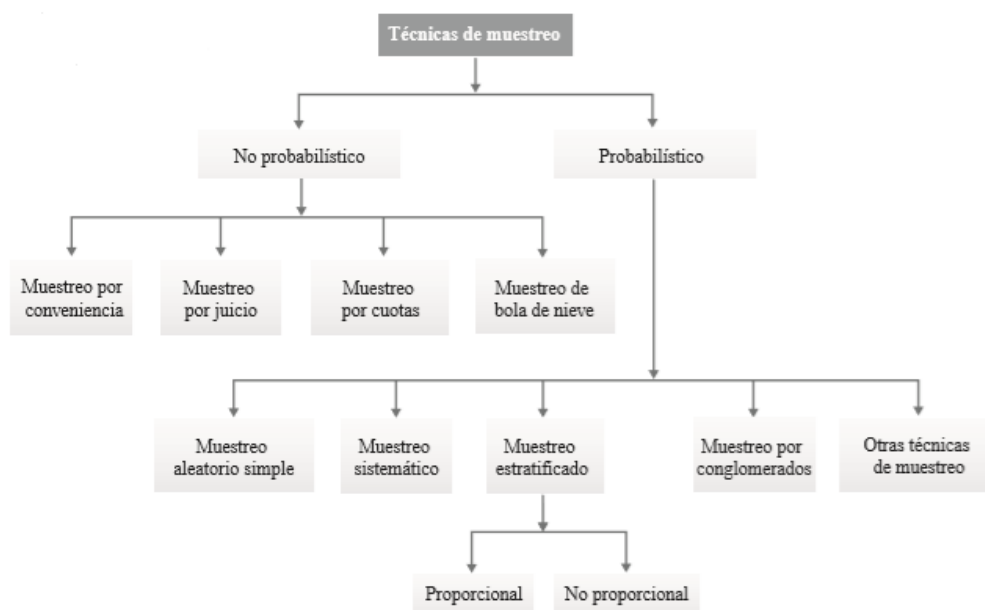 Técnicas de muestreo
No probabilístico
Probabilístico
Muestreo por
conveniencia
Muestreo
por juicio
Muestreo
por cuotas
Muestreo de
bola de nieve
Muestreo
aleatorio simple
Muestreo
sistemático
Muestreo
estratificado
Muestreo por
conglomerados
Otras técnicas
de muestreo
Proporcional
No proporcional